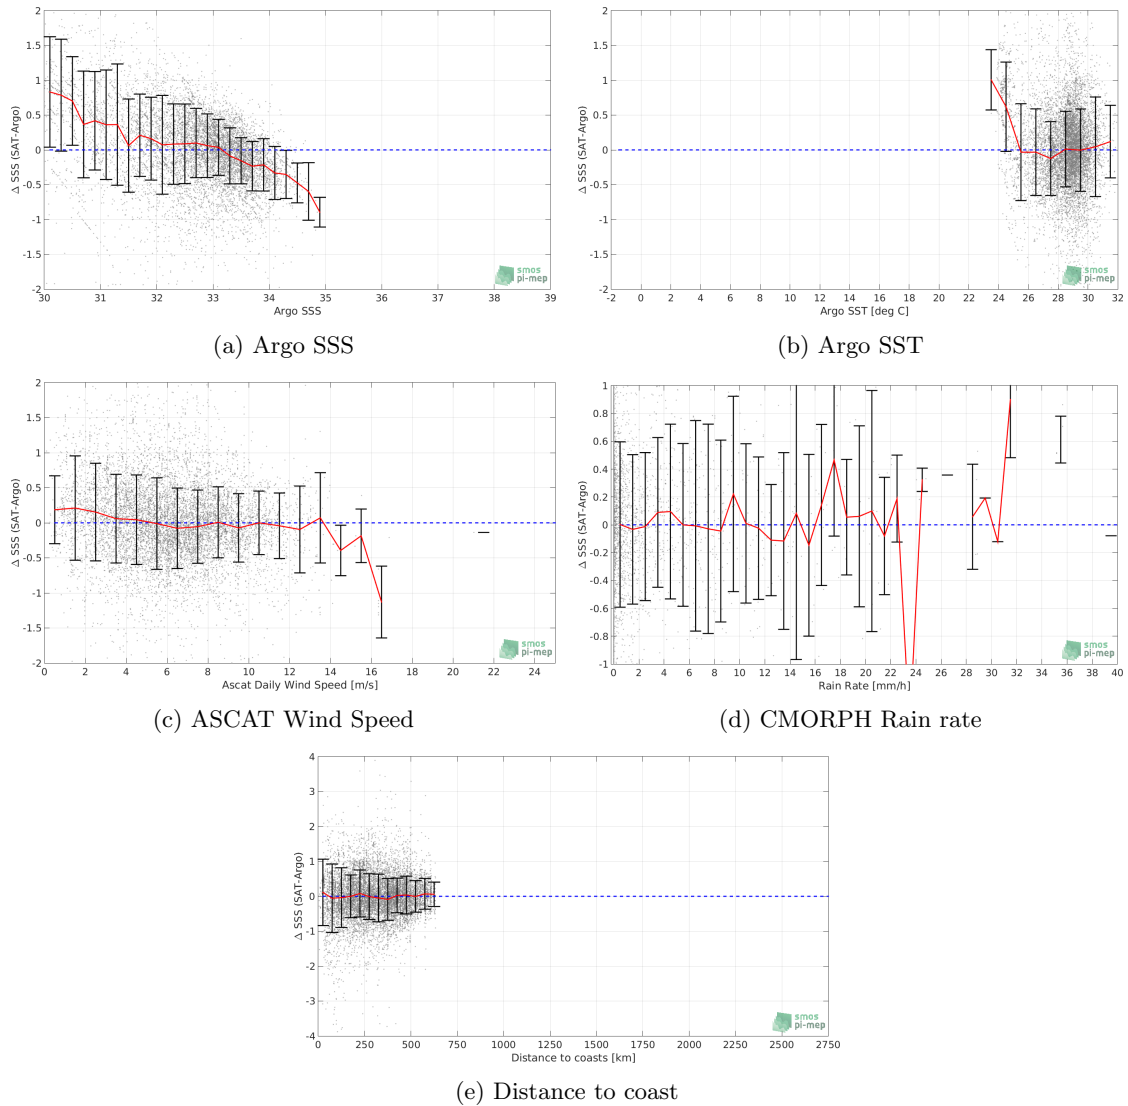 2
1.5
1
0.5
0
-0.5
-1
-1.5
-2
Δ SSS (SAT-Argo)
30 31 32 33 34 35 36 37 38 39
Argo SSS
smos
pi-mep
(a) Argo SSS
2
1.5
1
0.5
0
-0.5
-1
-1.5
-2
Δ SSS (SAT-Argo)
-2 0 2 4 6 8 10 12 14 16 18 20 22 24 26 28 30 32
Argo SST [deg C]
smos
pi-mep
(b) Argo SST
2
1.5
1
0.5
0
-0.5
-1
-1.5
-2
Δ SSS (SAT-Argo)
0 2 4 6 8 10 12 14 16 18 20 22 24
Ascat Daily Wind Speed [m/s]
smos
pi-mep
(c) ASCAT Wind Speed
1
0.8
0.6
0.4
0.2
0
-0.2
-0.4
-0.6
-0.8
-1
Δ SSS (SAT-Argo)
0 2 4 6 8 10 12 14 16 18 20 22 24 26 28 30 32 34 36 38 40
Rain Rate [mm/h]
smos
pi-mep
(d) CMORPH Rain rate
4
3
2
1
0
-1
-2
-3
-4
Δ SSS (SAT-Argo)
0 250 500 750 1000 1250 1500 1750 2000 2250 2500 2750
Distance to coasts [km]
smos
pi-mep
(e) Distance to coast